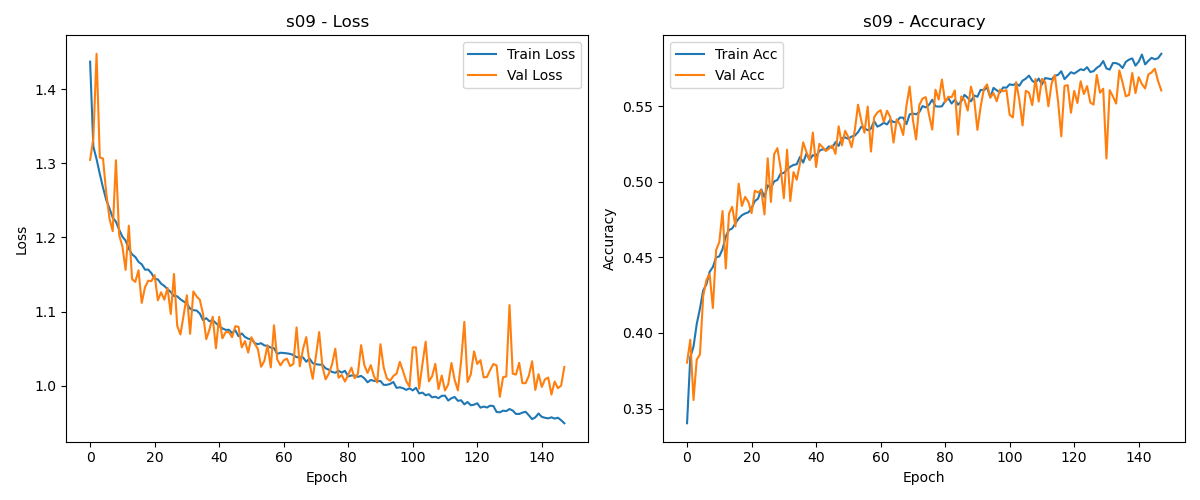 s09 - Loss
Train Loss
Val Loss
1.4
1.3
1.2
1.1
1.0
Loss
0 20 40 60 80 100 120 140
Epoch
s09 - Accuracy
Train Acc
Val Acc
0.55
0.50
0.45
0.40
0.35
Accuracy
0 20 40 60 80 100 120 140
Epoch